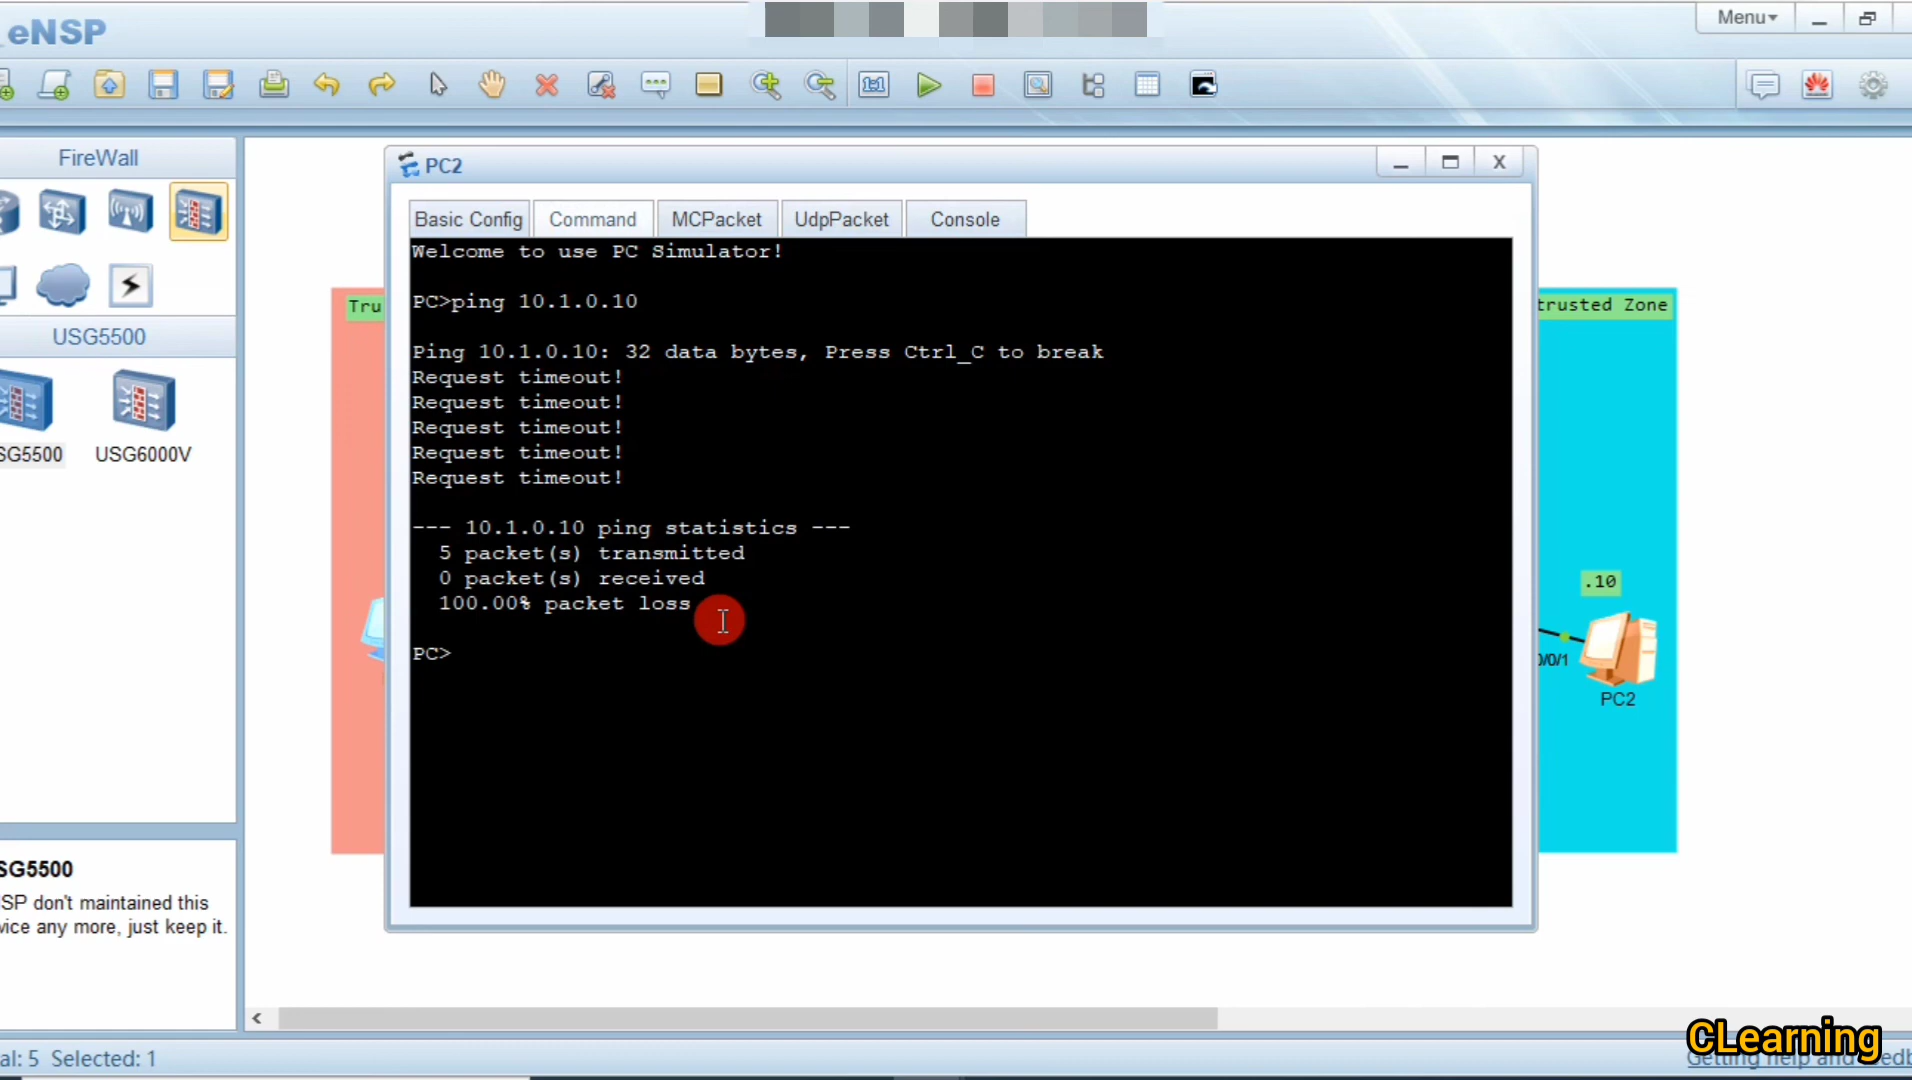 eNSP
Menu
FireWall
USG5500
SG5500 USG6000V
SG5500
SP don't maintained this
vice any more, just keep it.
PC2
Basic Config Command MCPacket UdpPacket Console
Welcome to use PC Simulator!
PC>ping 10.1.0.10
Ping 10.1.0.10: 32 data bytes, Press Ctrl_C to break
Request timeout!
Request timeout!
Request timeout!
Request timeout!
Request timeout!
--- 10.1.0.10 ping statistics ---
5 packet(s) transmitted
0 packet(s) received
100.00% packet loss
PC>
Tru
trusted Zone
.10
0/0/1
PC2
al: 5 Selected: 1
CLearning
Getting help and feedb